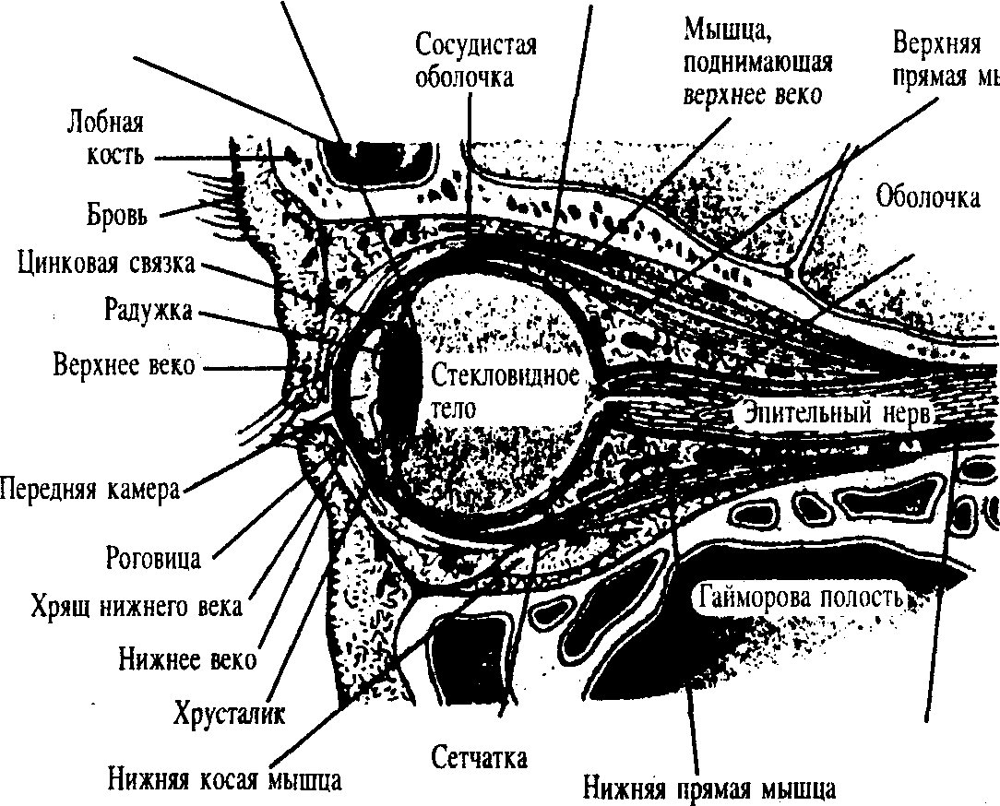 Сосудистая
оболочка
Мышца,
поднимающая
верхнее веко
Верхняя
прямая мы
Лобная
кость
Бровь
Оболочка
Цинковая связка
Радужка
Верхнее веко
Стекловидное
тело
Эпительный нерв
Передняя камера
Роговица
Хрящ нижнего века
Гайморова полость
Нижнее веко
Хрусталик
Сетчатка
Нижняя косая мышца
Нижняя прямая мышца